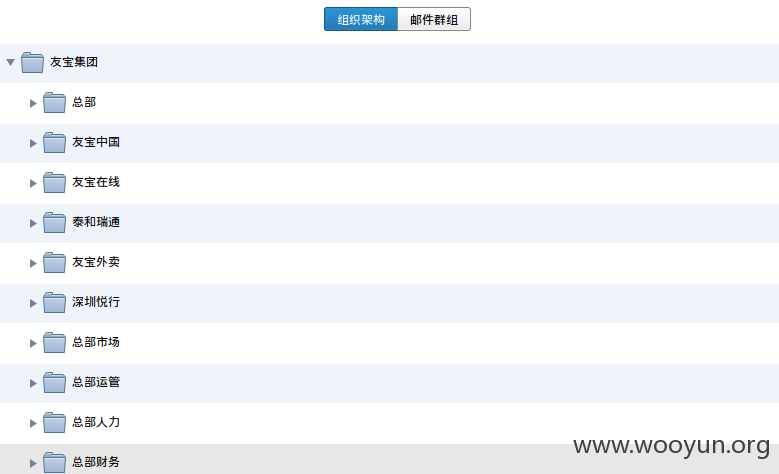 组织架构 邮件群组
友宝集团
总部
友宝中国
友宝在线
泰和瑞通
友宝外卖
深圳悦行
总部市场
总部运管
总部人力
总部财务
www.wooyun.org